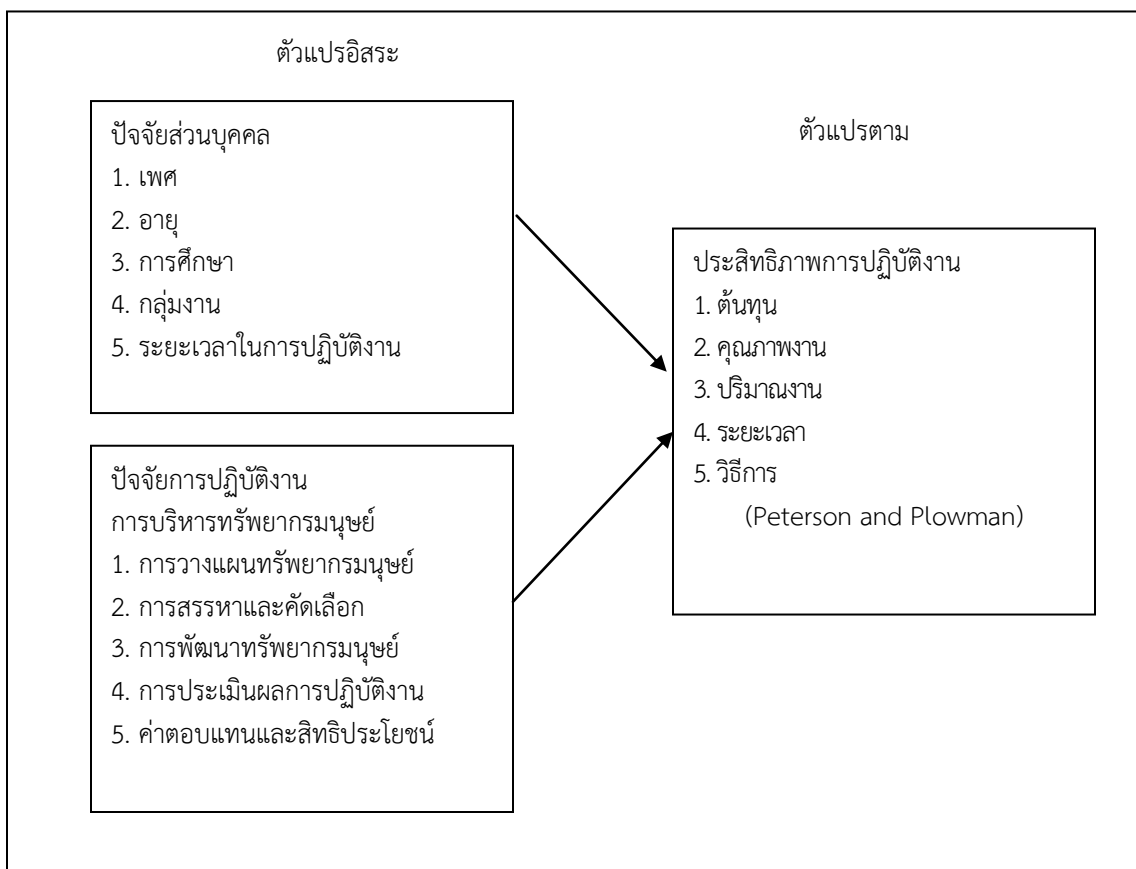 ตัวแปรอิสระ
ปัจจัยส่วนบุคคล
1. เพศ
2. อายุ
3. การศึกษา
4. กลุ่มงาน
5. ระยะเวลาในการปฏิบัติงาน
ปัจจัยการปฏิบัติงาน
การบริหารทรัพยากรมนุษย์
1. การวางแผนทรัพยากรมนุษย์
2. การสรรหาและคัดเลือก
3. การพัฒนาทรัพยากรมนุษย์
4. การประเมินผลการปฏิบัติงาน
5. ค่าตอบแทนและสิทธิประโยชน์
ตัวแปรตาม
ประสิทธิภาพการปฏิบัติงาน
1. ต้นทุน
2. คุณภาพงาน
3. ปริมาณงาน
4. ระยะเวลา
5. วิธีการ
(Peterson and Plowman)